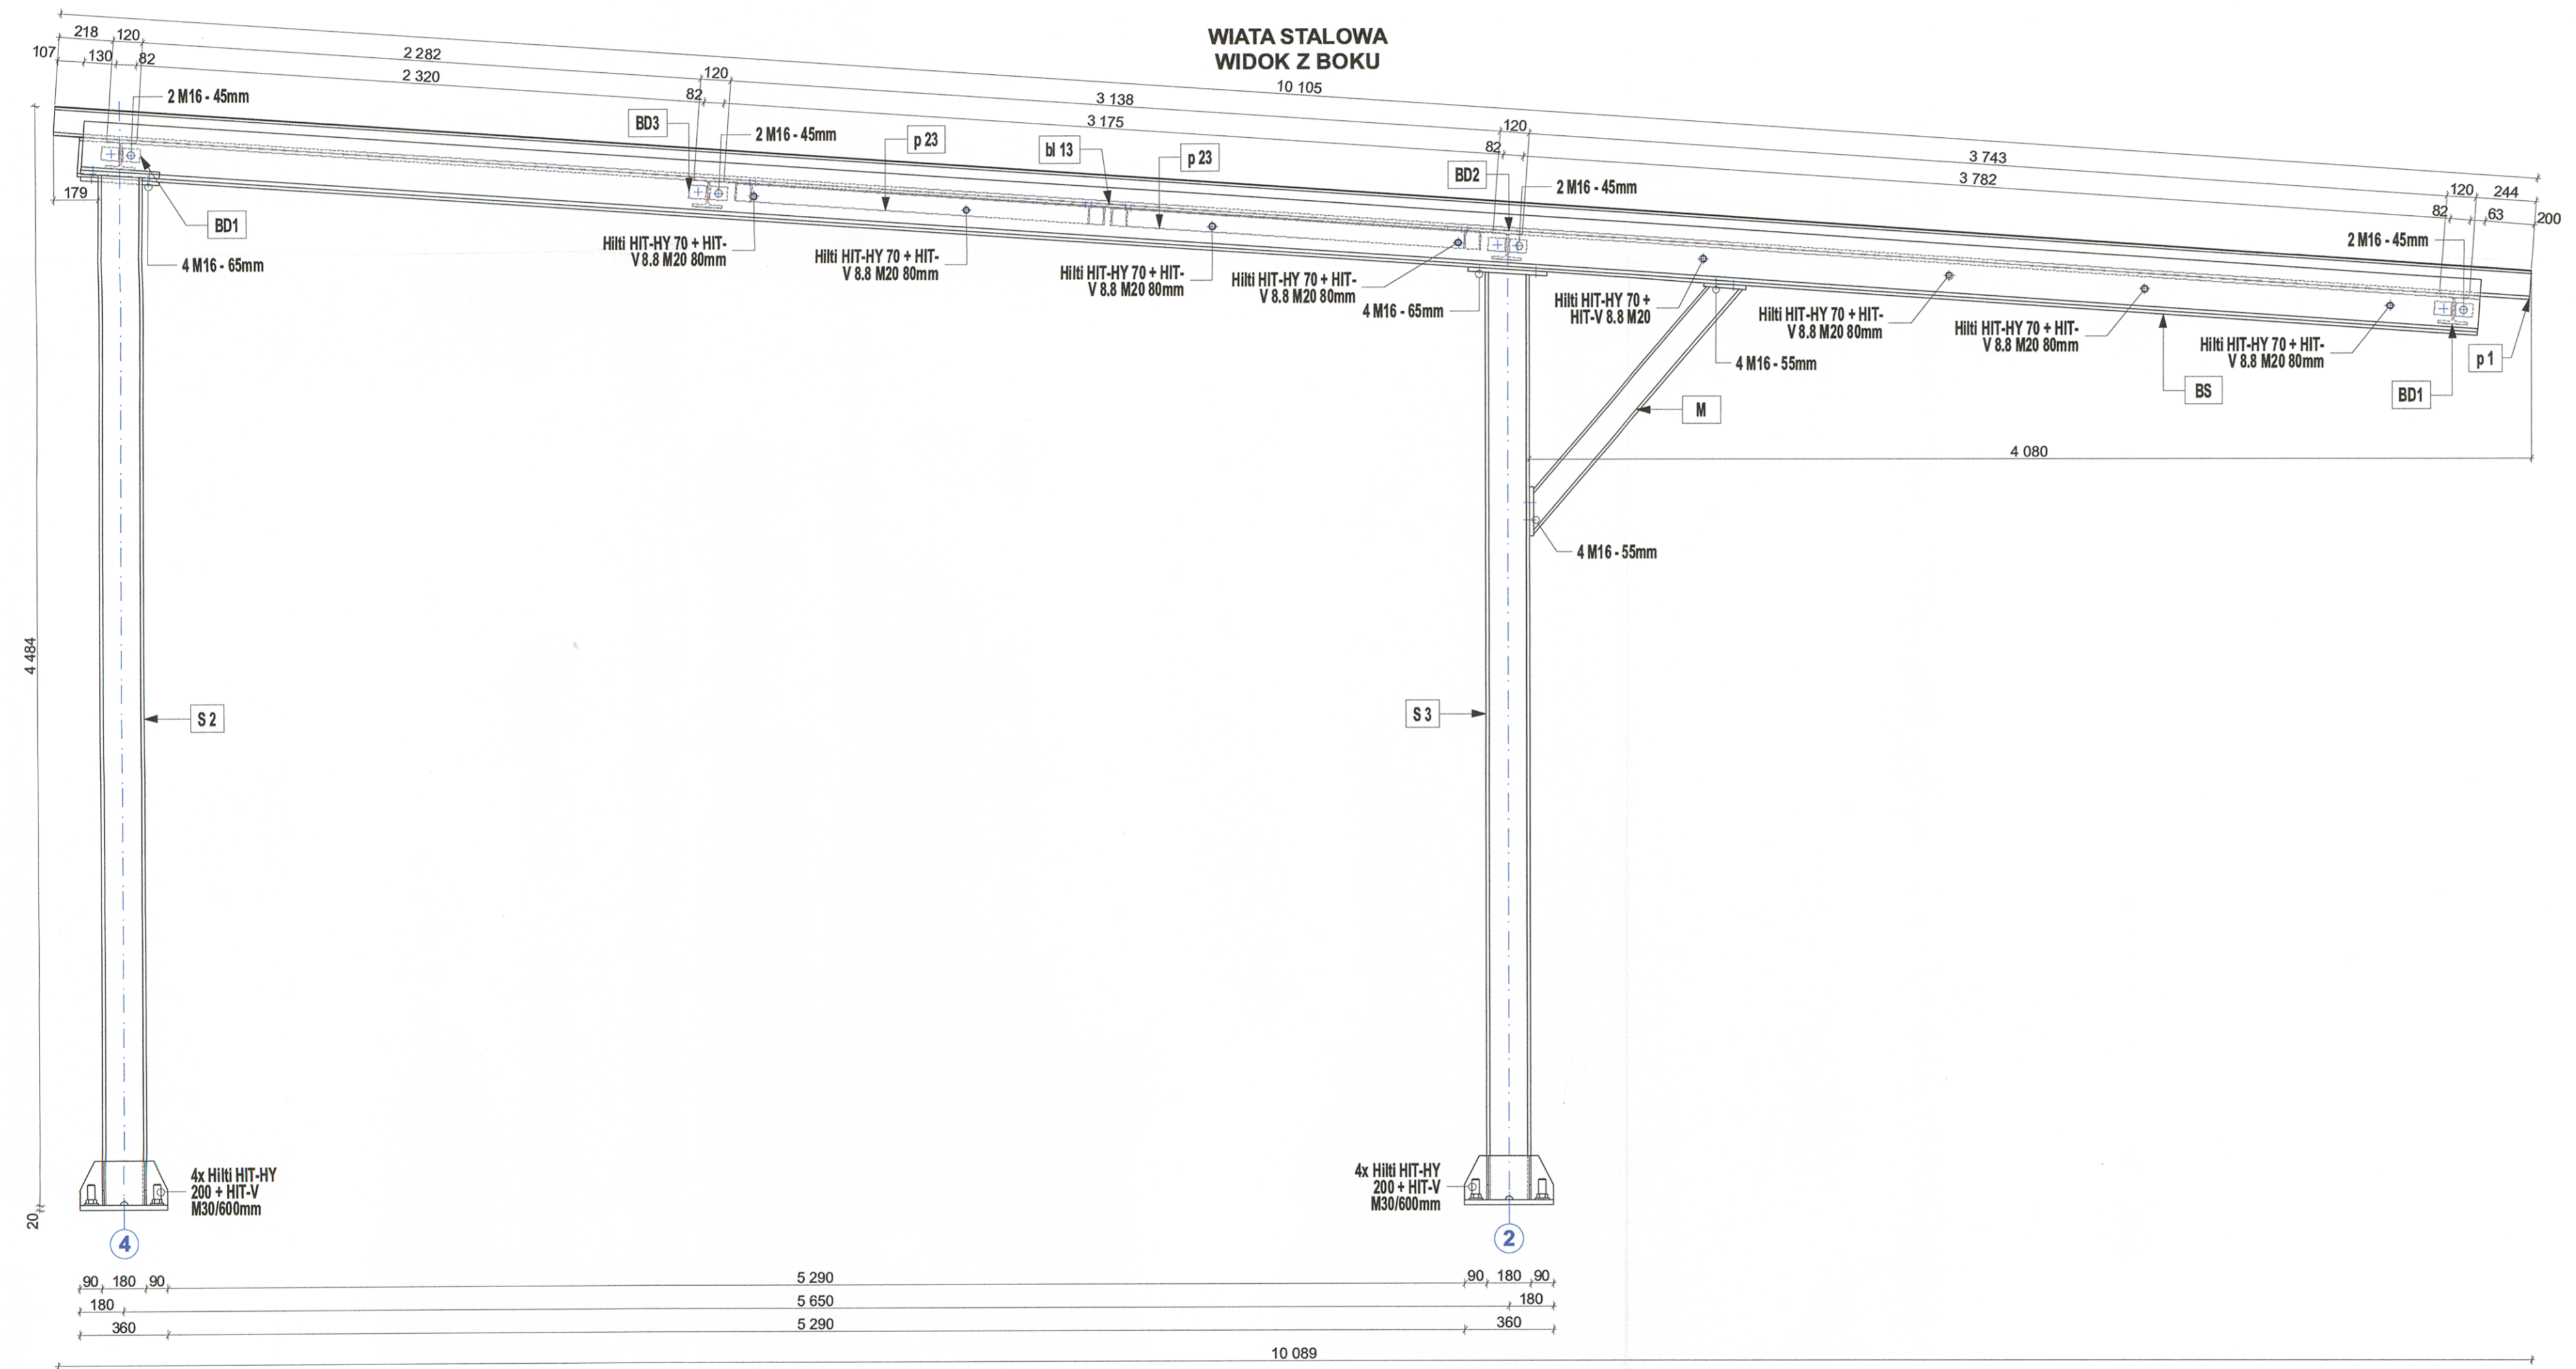 WIATA STALOWA
WIDOK Z BOKU
10 105
218
120
2 282
120
3 138
120
3 743
120
244
107
130
82
2 320
82
3 175
82
3 782
82
63
200
2 M16 - 45mm
BD3
2 M16 - 45mm
p 23
bl 13
p 23
BD2
2 M16 - 45mm
2 M16 - 45mm
179
BD1
4 M16 - 65mm
Hilti HIT-HY 70 + HIT-
V 8.8 M20 80mm
Hilti HIT-HY 70 + HIT-
V 8.8 M20 80mm
Hilti HIT-HY 70 + HIT-
V 8.8 M20 80mm
Hilti HIT-HY 70 + HIT-
V 8.8 M20 80mm
4 M16 - 65mm
Hilti HIT-HY 70 +
HIT-V 8.8 M20
Hilti HIT-HY 70 + HIT-
V 8.8 M20 80mm
Hilti HIT-HY 70 + HIT-
V 8.8 M20 80mm
Hilti HIT-HY 70 + HIT-
V 8.8 M20 80mm
p 1
4 M16 - 55mm
M
BS
BD1
4 080
4 M16 - 55mm
4 484
S 2
S 3
4x Hilti HIT-HY
200 + HIT-V
M30/600mm
4x Hilti HIT-HY
200 + HIT-V
M30/600mm
20
4
2
90
180
90
5 290
90
180
90
180
5 650
180
360
5 290
360
10 089